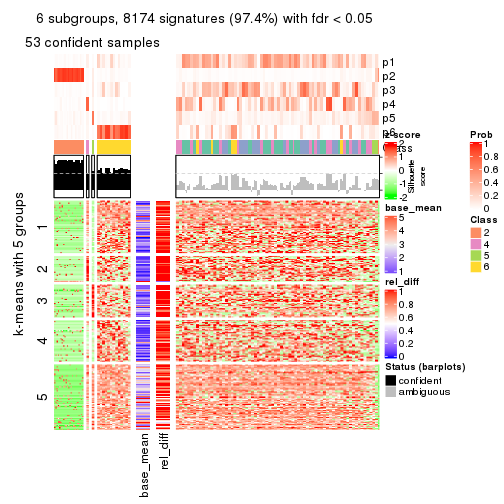 6 subgroups, 8174 signatures (97.4%) with fdr < 0.05
53 confident samples
p1
p2
p3
p4
p5
p6
Class
Silhouette
score
k-means with 5 groups
1
2
3
4
5
base_mean
rel_diff
z-score
2
1
0
-1
-2
base_mean
5
4
3
2
1
rel_diff
1
0.8
0.6
0.4
0.2
0
Status (barplots)
confident
ambiguous
Prob
1
0.8
0.6
0.4
0.2
0
Class
2
4
5
6